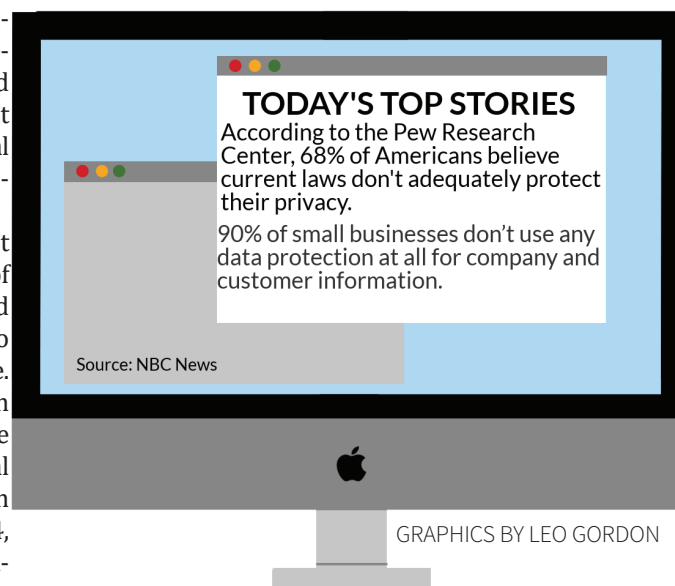 TODAY'S TOP STORIES
According to the Pew Research
Center, 68% of Americans believe
current laws don't adequately protect
their privacy.
90% of small businesses don’t use any
data protection at all for company and
customer information.
Source: NBC News
GRAPHICS BY LEO GORDON